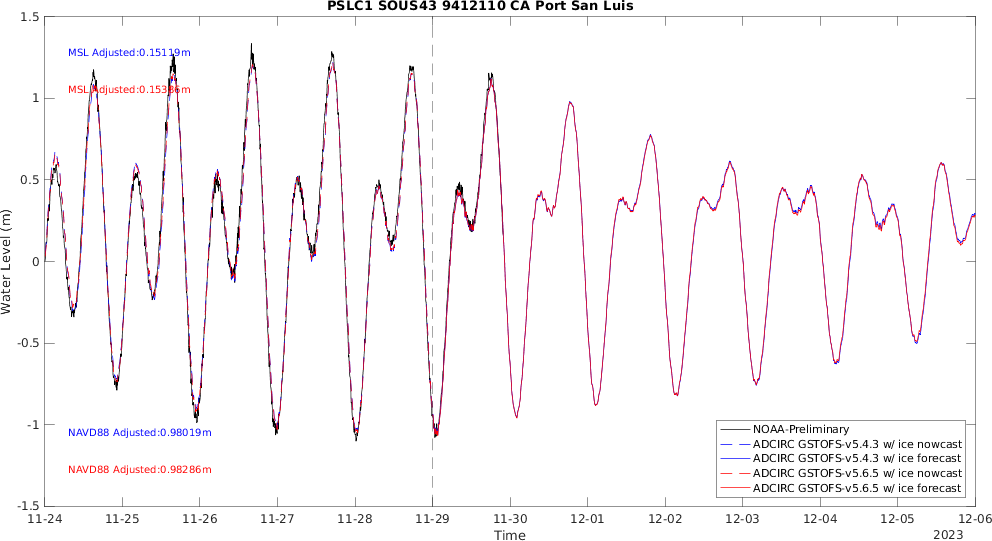 PSLC1 SOUS43 9412110 CA Port San Luis
1.5
1
0.5
0
-0.5
-1
-1.5
Water Level (m)
MSL Adjusted:0.15119m
MSL Adjusted:0.15386m
NAVD88 Adjusted:0.98019m
NAVD88 Adjusted:0.98286m
NOAA-Preliminary
ADCIRC GSTOFS-v5.4.3 w/ ice nowcast
ADCIRC GSTOFS-v5.4.3 w/ ice forecast
ADCIRC GSTOFS-v5.6.5 w/ ice nowcast
ADCIRC GSTOFS-v5.6.5 w/ ice forecast
11-24 11-25 11-26 11-27 11-28 11-29 11-30 12-01 12-02 12-03 12-04 12-05 12-06
Time
2023